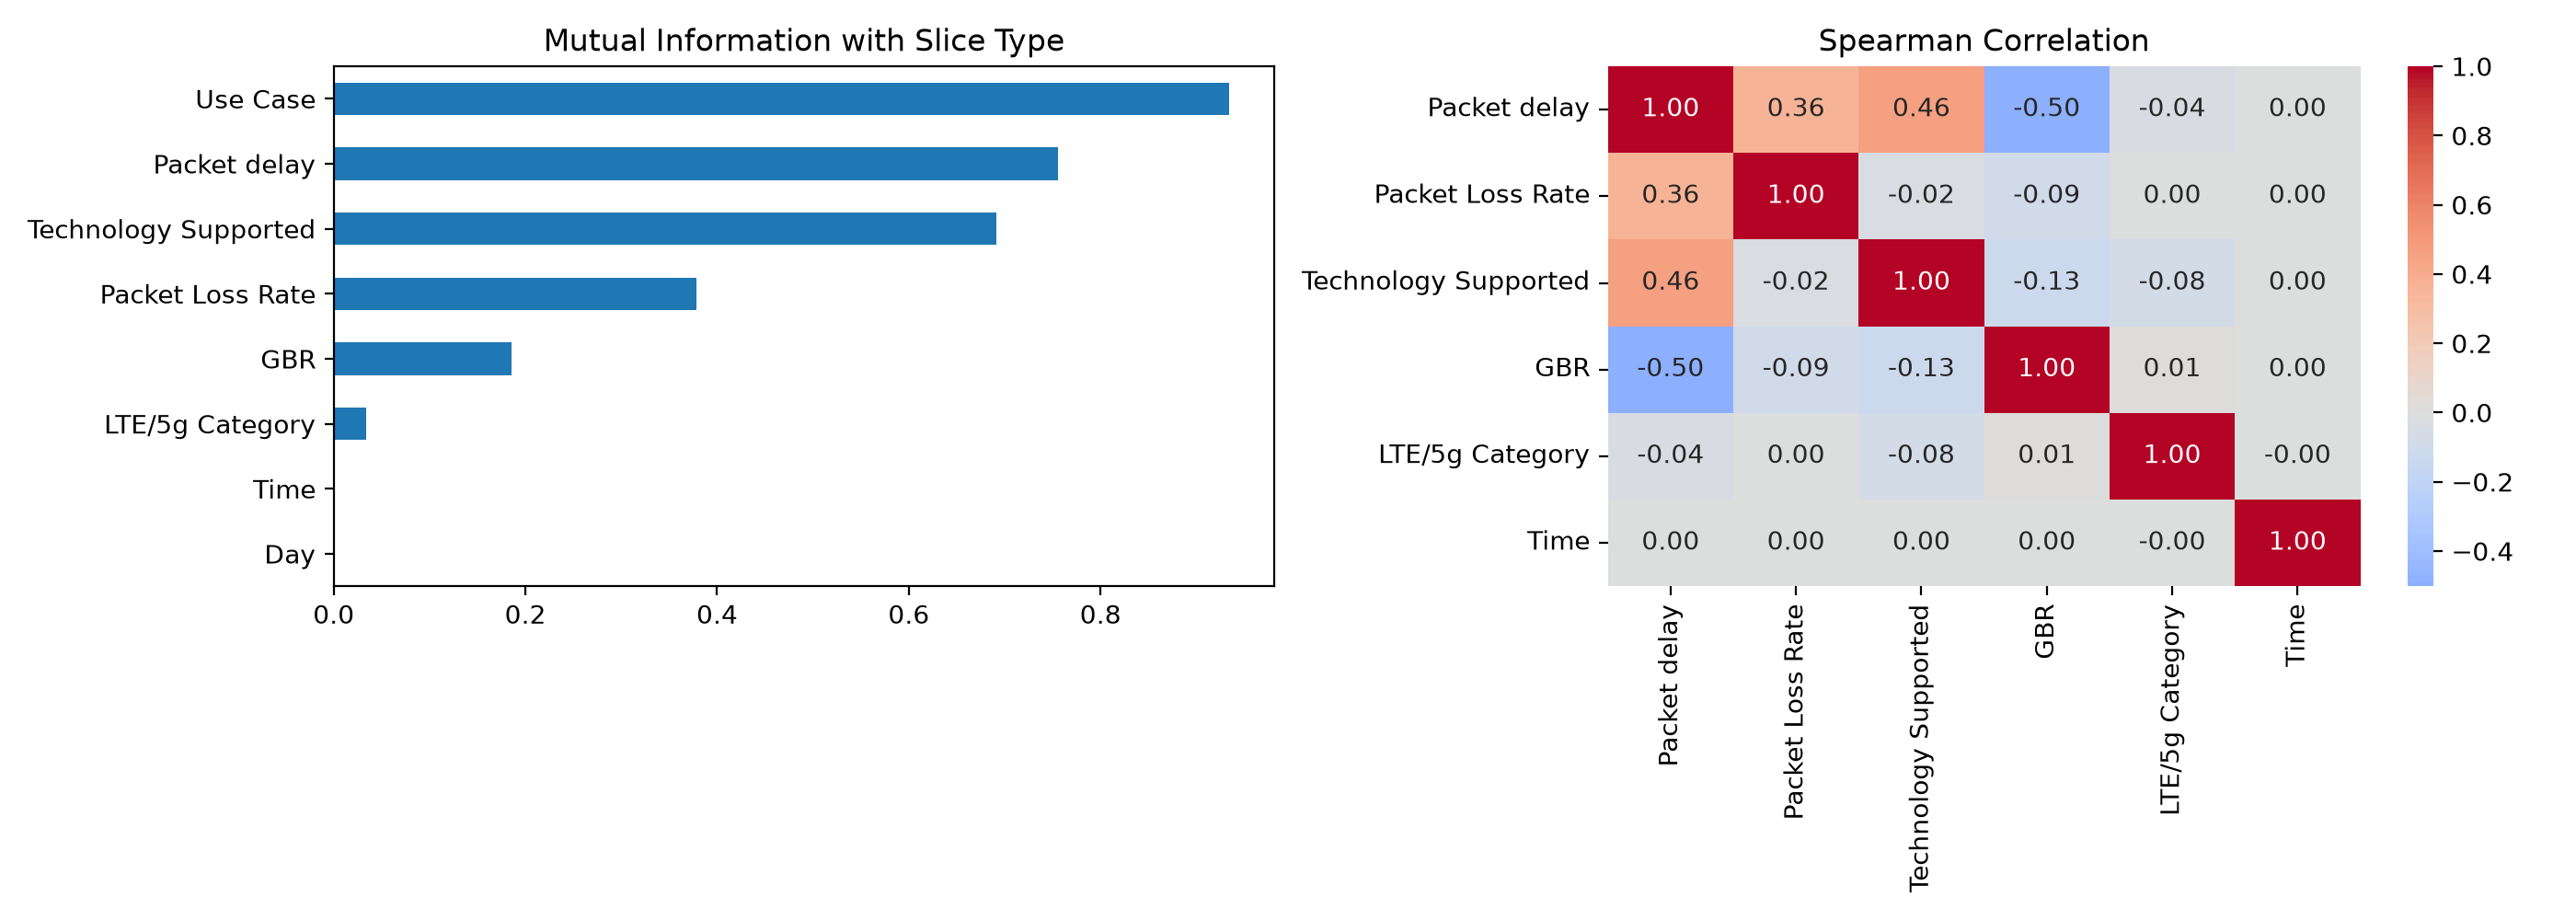 Mutual Information with Slice Type
Use Case
Packet delay
Technology Supported
Packet Loss Rate
GBR
LTE/5g Category
Time
Day
0.0 0.2 0.4 0.6 0.8
Spearman Correlation
Packet delay 1.00 0.36 0.46 -0.50 -0.04 0.00
Packet Loss Rate 0.36 1.00 -0.02 -0.09 0.00 0.00
Technology Supported 0.46 -0.02 1.00 -0.13 -0.08 0.00
GBR -0.50 -0.09 -0.13 1.00 0.01 0.00
LTE/5g Category -0.04 0.00 -0.08 0.01 1.00 -0.00
Time 0.00 0.00 0.00 0.00 -0.00 1.00
Packet delay
Packet Loss Rate
Technology Supported
GBR
LTE/5g Category
Time
1.0
0.8
0.6
0.4
0.2
0.0
−0.2
−0.4